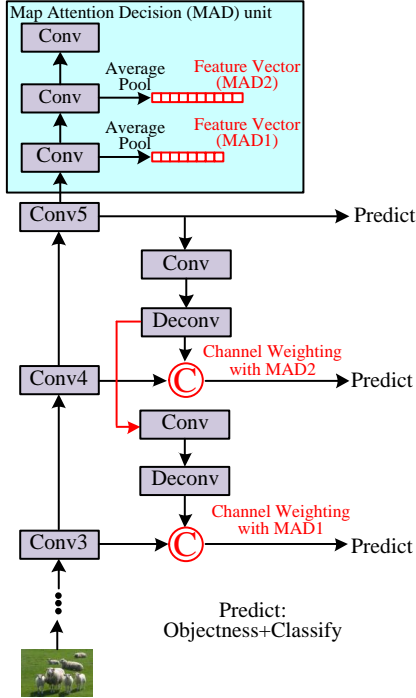 Map Attention Decision (MAD) unit
Conv
Average
Pool
Feature Vector
(MAD2)
Conv
Average
Pool
Feature Vector
(MAD1)
Conv
Conv5
Predict
Conv
Deconv
Channel Weighting
with MAD2
Conv4
C
Predict
Conv
Deconv
Channel Weighting
with MAD1
Conv3
C
Predict
Predict:
Objectness+Classify